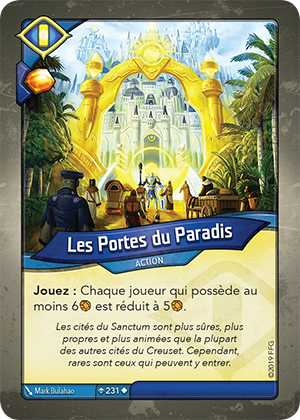 Les Portes du Paradis
ACTION
Jouez : Chaque joueur qui possède au
moins 6 est réduit à 5.
Les cités du Sanctum sont plus sûres, plus
propres et plus animées que la plupart
des autres cités du Creuset. Cependant,
rares sont ceux qui peuvent y entrer.
©2019 FFG
Mark Bulahao
231